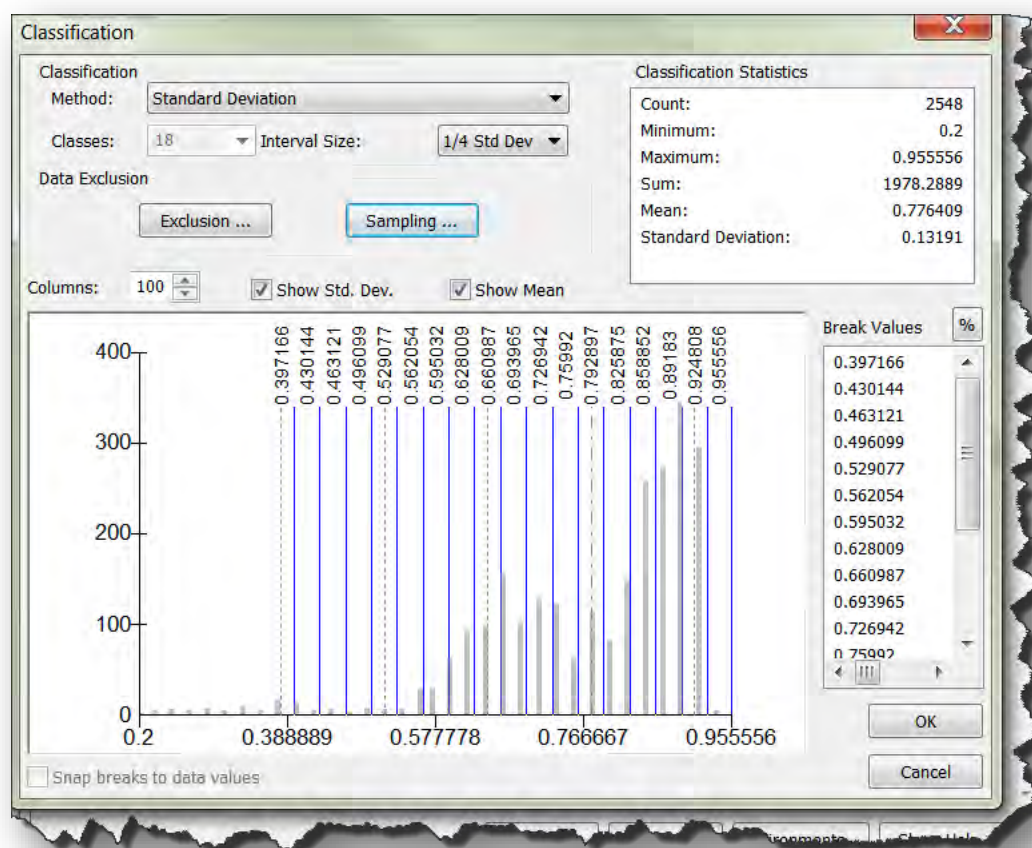 Classification
Classification
Method: Standard Deviation
Classes: 18 Interval Size: 1/4 Std Dev
Data Exclusion
Exclusion ...
Sampling ...
Classification Statistics
Count: 2548
Minimum: 0.2
Maximum: 0.955556
Sum: 1978.2889
Mean: 0.776409
Standard Deviation: 0.13191
Columns: 100 Show Std. Dev. Show Mean
0.397166
0.430144
0.463121
0.496099
0.529077
0.562054
0.595032
0.628009
0.660987
0.693965
0.726942
0.75992
0.792897
0.825875
0.858852
0.89183
0.924808
0.955556
400
300
200
100
0
0.2 0.388889 0.577778 0.766667 0.955556
Break Values %
0.397166
0.430144
0.463121
0.496099
0.529077
0.562054
0.595032
0.628009
0.660987
0.693965
0.726942
0.75992
Snap breaks to data values
OK
Cancel